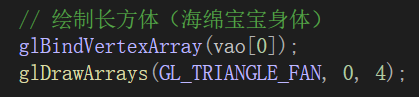 // 绘制长方体（海绵宝宝身体）
glBindVertexArray(vao[0]);
glDrawArrays(GL_TRIANGLE_FAN, 0, 4);